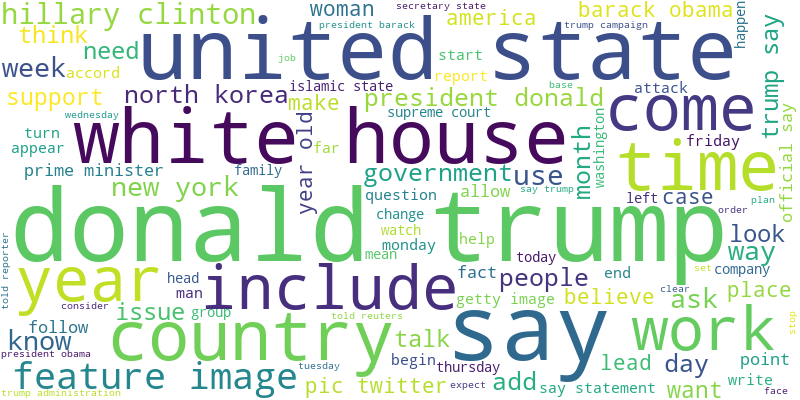 hillary clinton
woman
secretary state
president barack
america
trump campaign
barack obama
happen
think
need
united state
week
accord
job
start
report
base
attack
trump say
support
north korea
islamic state
make
president donald
supreme court
come
official say
wednesday
white house
turn
appear
far
year old
month
washington
friday
time
prime minister
family
government
use
new york
question
allow
say trump
left
case
plan
donald trump
change
watch
monday
mean
help
order
look
way
told reporter
year
head
man
include
today
fact
people
end
company
set
clear
getty image
believe
ask
place
consider
issue
group
told reuters
country
say
work
stop
know
follow
talk
president obama
begin
thursday
lead
day
point
feature image
tuesday
pic twitter
expect
add
say statement
want
write
face
trump administration